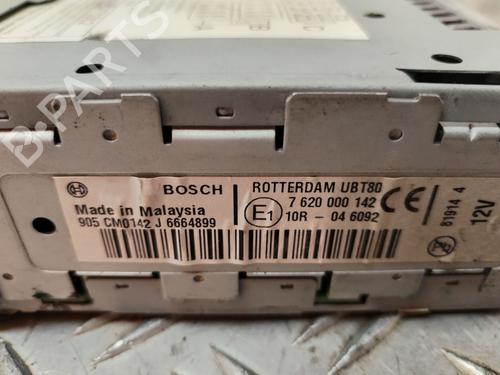 BOSCH
ROTTERDAM UBT80
7 620 000 142
Made in Malaysia
905 CM0142 J 6664899
E1
10R - 04 6092
CE
81914 4
12V
B-PARTS